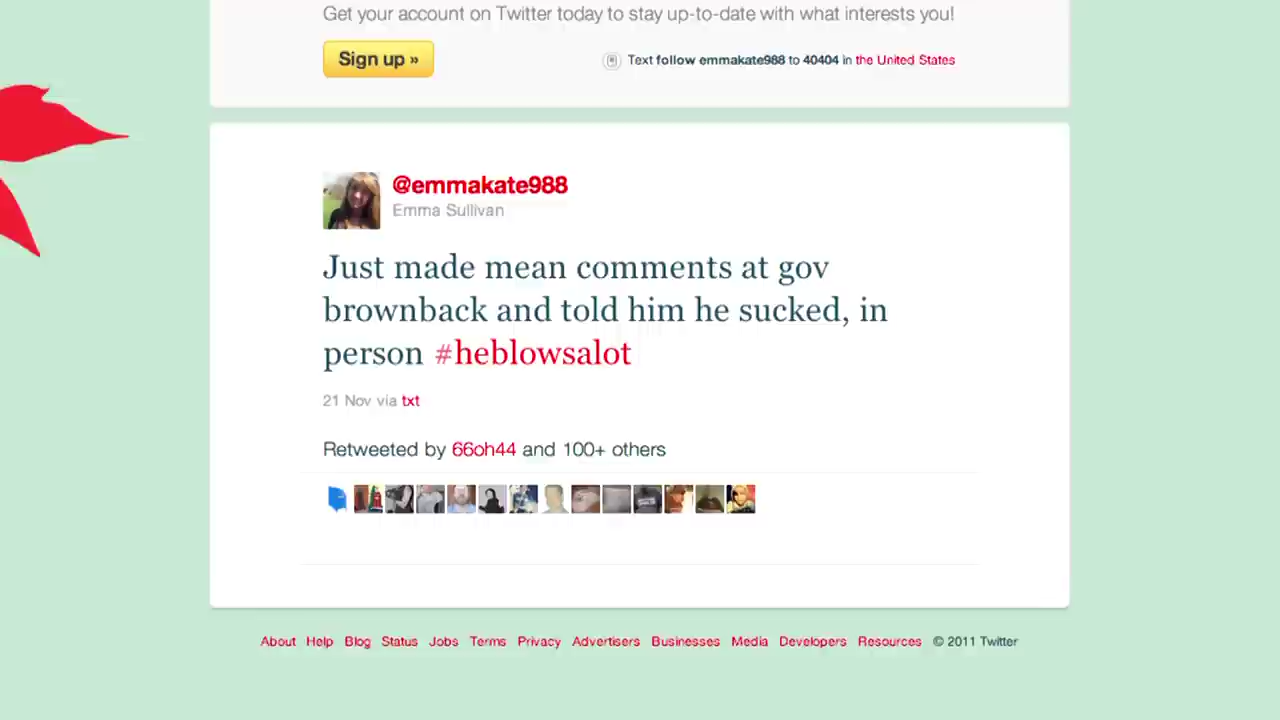 Get your account on Twitter today to stay up-to-date with what interests you!
Sign up »
Text follow emmakate988 to 40404 in the United States
@emmakate988
Emma Sullivan
Just made mean comments at gov
brownback and told him he sucked, in
person #heblowsalot
21 Nov via txt
Retweeted by 66oh44 and 100+ others
About Help Blog Status Jobs Terms Privacy Advertisers Businesses Media Developers Resources © 2011 Twitter